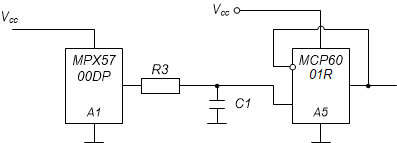 Vcc
Vcc
MPX57
00DP
A1
R3
C1
MCP60
01R
A5